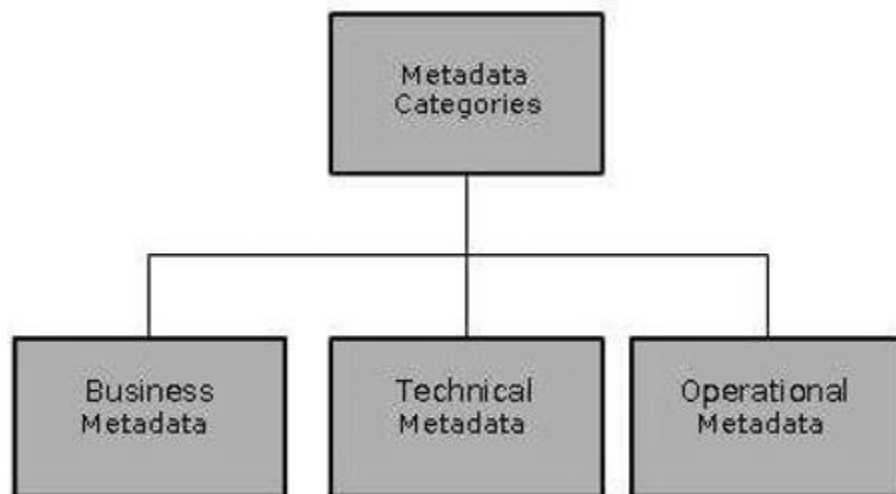 Metadata
Categories
Business
Metadata
Technical
Metadata
Operational
Metadata